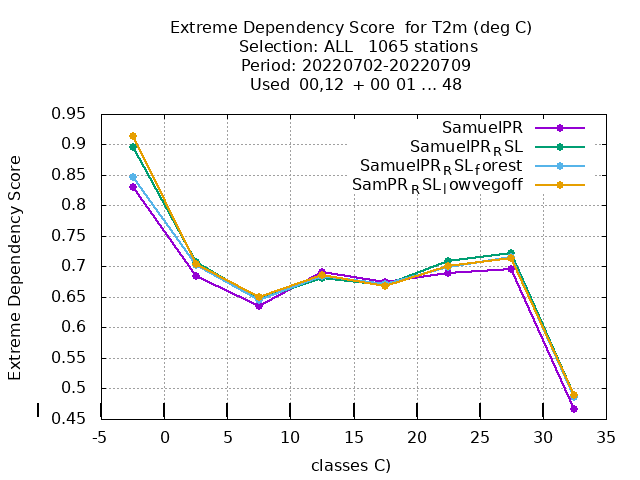 Extreme Dependency Score  for T2m (deg C)
Selection: ALL   1065 stations
Period: 20220702-20220709
Used  00,12  + 00 01 ... 48
Extreme Dependency Score
0.95
0.9
0.85
0.8
0.75
0.7
0.65
0.6
0.55
0.5
0.45
SamuelPR
SamuelPR_RSL
SamuelPR_RSL_forest
SamPR_RSL_lowvegoff
-5 0 5 10 15 20 25 30 35
classes C)